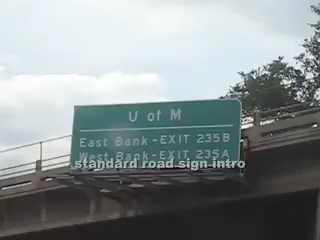 U of M
East Bank - EXIT 235B
West Bank - EXIT 235A
standard road sign intro